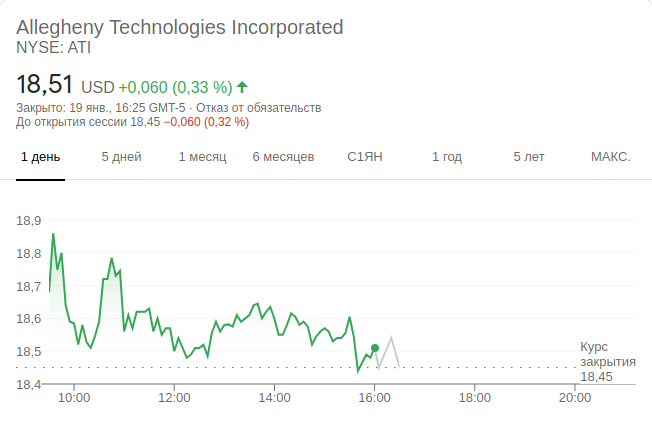 Allegheny Technologies Incorporated
NYSE: ATI
18,51 USD +0,060 (0,33 %)
Закрыто: 19 янв., 16:25 GMT-5 · Отказ от обязательств
До открытия сессии 18,45 −0,060 (0,32 %)
1 день 5 дней 1 месяц 6 месяцев С1ЯН 1 год 5 лет МАКС.
18,9
18,8
18,7
18,6
18,5
18,4
Курс
закрытия
18,45
10:00 12:00 14:00 16:00 18:00 20:00